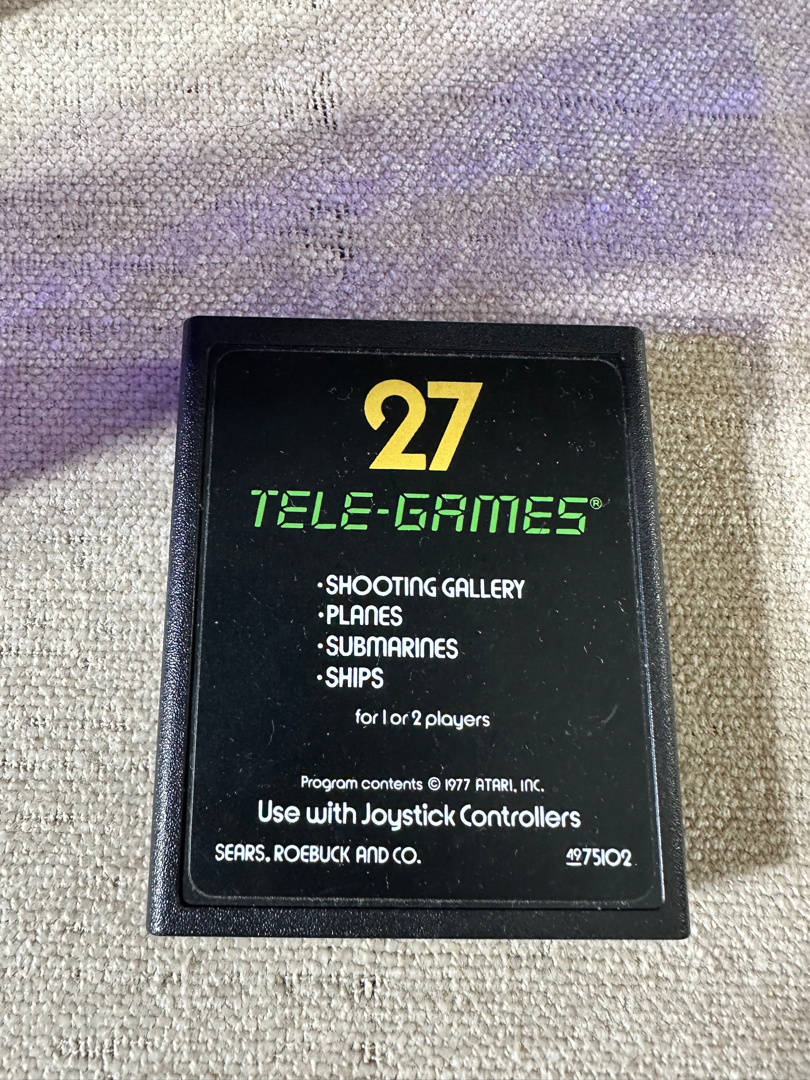 27
TELE-GAMES®
·SHOOTING GALLERY
·PLANES
·SUBMARINES
·SHIPS
for 1 or 2 players
Program contents © 1977 ATARI, INC.
Use with Joystick Controllers
SEARS, ROEBUCK AND CO. 4975102